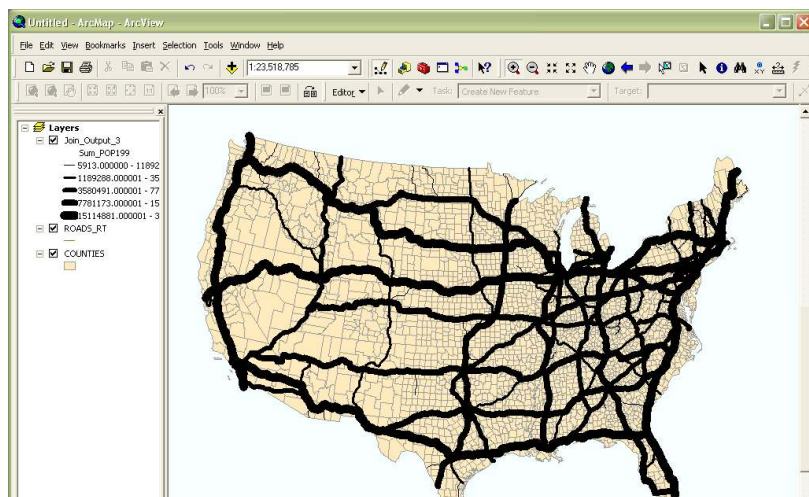 Untitled - ArcMap - ArcView
File Edit View Bookmarks Insert Selection Tools Window Help
1:23,518,785
100% Editor Task: Create New Feature Target:
Layers
Join_Output_3
Sum_POP199
5913.000000 - 11892
1189288.000001 - 35
3580491.000001 - 77
7781173.000001 - 15
15114881.000001 - 3
ROADS_RT
COUNTIES